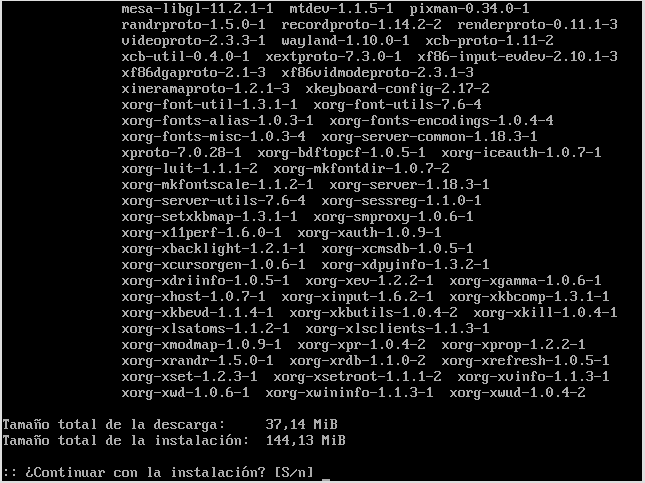 mesa-libgl-11.2.1-1  mtdev-1.1.5-1  pixman-0.34.0-1
randrproto-1.5.0-1  recordproto-1.14.2-2  renderproto-0.11.1-3
videoproto-2.3.3-1  wayland-1.10.0-1  xcb-proto-1.11-2
xcb-util-0.4.0-1  xextproto-7.3.0-1  xf86-input-evdev-2.10.1-3
xf86dgaproto-2.1-3  xf86vidmodeproto-2.3.1-3
xineramaproto-1.2.1-3  xkeyboard-config-2.17-2
xorg-font-util-1.3.1-1  xorg-font-utils-7.6-4
xorg-fonts-alias-1.0.3-1  xorg-fonts-encodings-1.0.4-4
xorg-fonts-misc-1.0.3-4  xorg-server-common-1.18.3-1
xproto-7.0.28-1  xorg-bdftopcf-1.0.5-1  xorg-iceauth-1.0.7-1
xorg-luit-1.1.1-2  xorg-mkfontdir-1.0.7-2
xorg-mkfontscale-1.1.2-1  xorg-server-1.18.3-1
xorg-server-utils-7.6-4  xorg-sessreg-1.1.0-1
xorg-setxkbmap-1.3.1-1  xorg-smproxy-1.0.6-1
xorg-x11perf-1.6.0-1  xorg-xauth-1.0.9-1
xorg-xbacklight-1.2.1-1  xorg-xcmsdb-1.0.5-1
xorg-xcursorgen-1.0.6-1  xorg-xdpyinfo-1.3.2-1
xorg-xdriinfo-1.0.5-1  xorg-xev-1.2.2-1  xorg-xgamma-1.0.6-1
xorg-xhost-1.0.7-1  xorg-xinput-1.6.2-1  xorg-xkbcomp-1.3.1-1
xorg-xkbevd-1.1.4-1  xorg-xkbutils-1.0.4-2  xorg-xkill-1.0.4-1
xorg-xlsatoms-1.1.2-1  xorg-xlsclients-1.1.3-1
xorg-xmodmap-1.0.9-1  xorg-xpr-1.0.4-2  xorg-xprop-1.2.2-1
xorg-xrandr-1.5.0-1  xorg-xrdb-1.1.0-2  xorg-xrefresh-1.0.5-1
xorg-xset-1.2.3-1  xorg-xsetroot-1.1.1-2  xorg-xvinfo-1.1.3-1
xorg-xwd-1.0.6-1  xorg-xwininfo-1.1.3-1  xorg-xwud-1.0.4-2
Tamaño total de la descarga:     37,14 MiB
Tamaño total de la instalación:  144,13 MiB
:: ¿Continuar con la instalación? [S/n] _